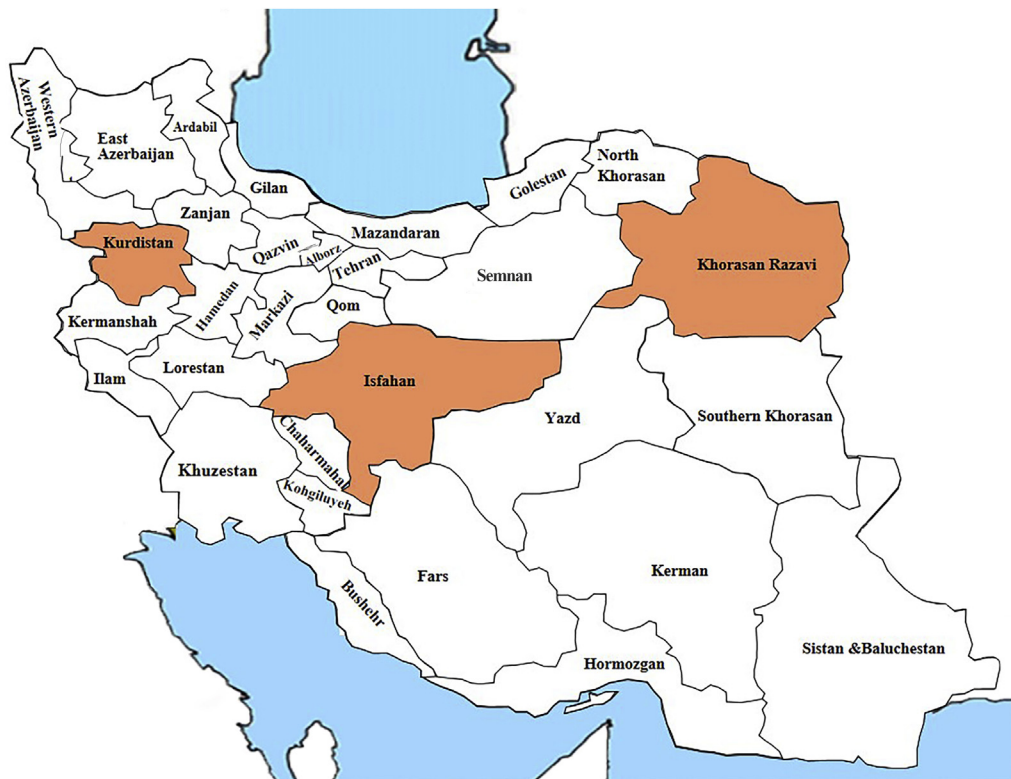 Western
Azerbaijan
East
Azerbaijan
Ardabil
Gilan
Zanjan
Golestan
North
Khorasan
Mazandaran
Kurdistan
Qazvin
Alborz
Tehran
Semnan
Khorasan Razavi
Hamedan
Markazi
Qom
Kermanshah
Lorestan
Ilam
Isfahan
Yazd
Southern Khorasan
Chaharmahal
Khuzestan
Kohgiluyeh
Fars
Kerman
Bushehr
Hormozgan
Sistan &Baluchestan